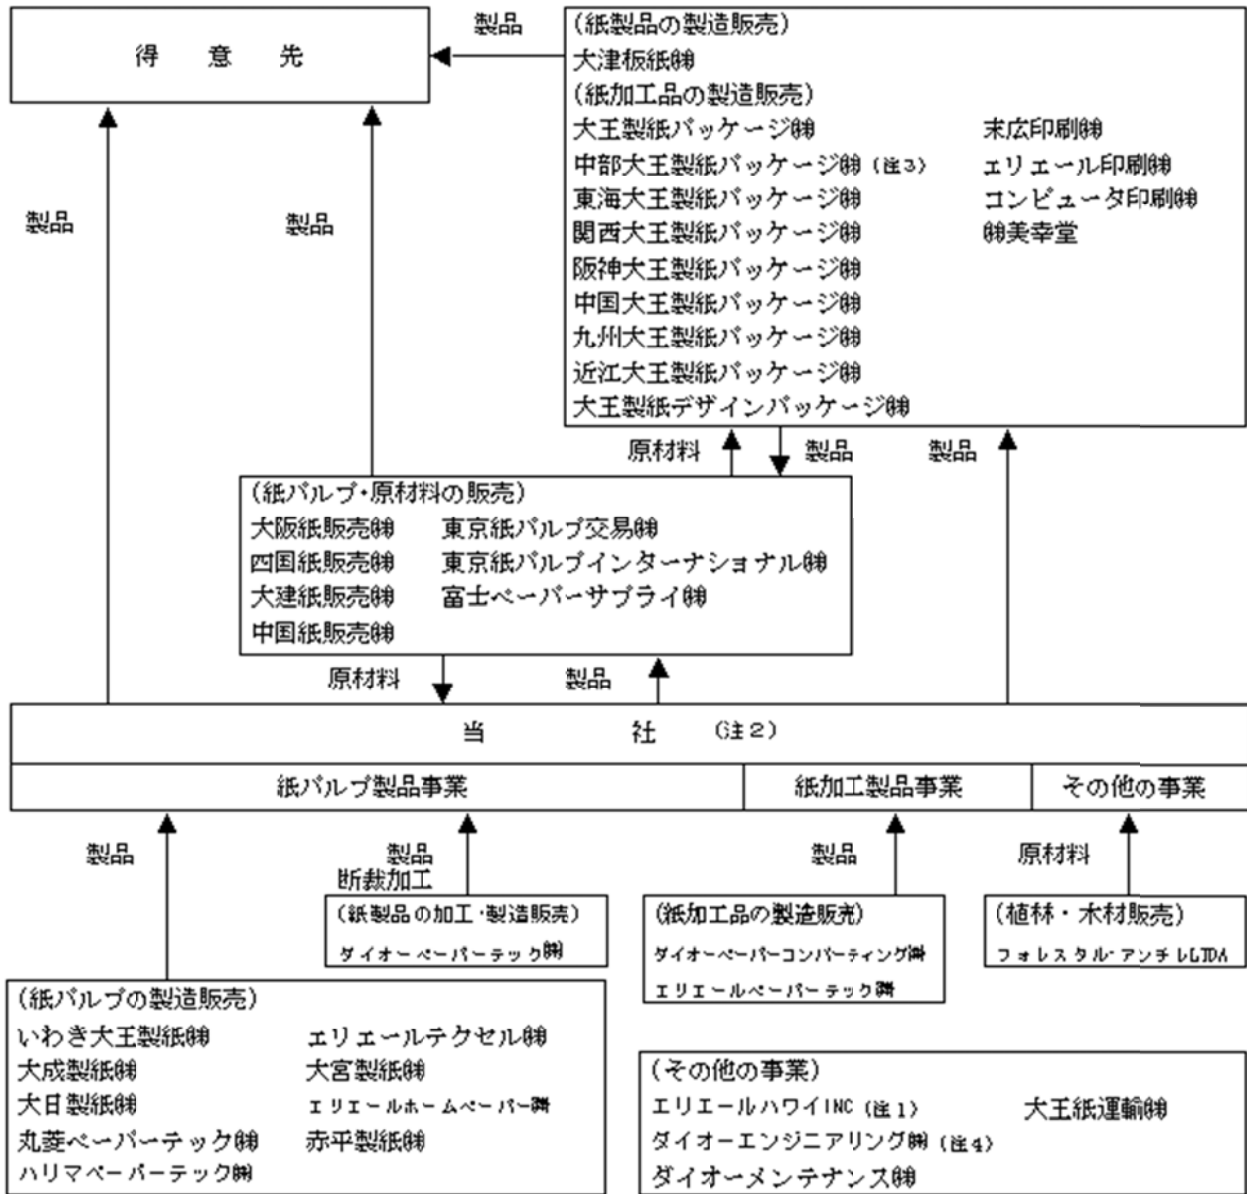 得　意　先
製品
(紙製品の製造販売)
大津板紙㈱
(紙加工品の製造販売)
大王製紙パッケージ㈱
中部大王製紙パッケージ㈱（注３）
東海大王製紙パッケージ㈱
関西大王製紙パッケージ㈱
阪神大王製紙パッケージ㈱
中国大王製紙パッケージ㈱
九州大王製紙パッケージ㈱
近江大王製紙パッケージ㈱
大王製紙デザインパッケージ㈱
末広印刷㈱
エリエール印刷㈱
コンピュータ印刷㈱
㈱美幸堂
製品
製品
原材料
製品
製品
(紙パルプ・原材料の販売)
大阪紙販売㈱
四国紙販売㈱
大建紙販売㈱
中国紙販売㈱
東京紙パルプ交易㈱
東京紙パルプインターナショナル㈱
富士ペーパーサプライ㈱
原材料
製品
当　社　（注２）
紙パルプ製品事業
紙加工製品事業
その他の事業
製品
製品
断裁加工
製品
原材料
(紙製品の加工・製造販売)
ダイオーペーパーテック㈱
(紙加工品の製造販売)
ダイオーペーパーコンバーティング㈱
エリエールペーパーテック㈱
(植林・木材販売)
フォレスタル・アンチレLTDA
(紙パルプの製造販売)
いわき大王製紙㈱
大成製紙㈱
大日製紙㈱
丸菱ペーパーテック㈱
ハリマペーパーテック㈱
エリエールテクセル㈱
大宮製紙㈱
エリエールホームペーパー㈱
赤平製紙㈱
(その他の事業)
エリエールハワイINC（注１）
ダイオーエンジニアリング㈱（注４）
ダイオーメンテナンス㈱
大王紙運輸㈱